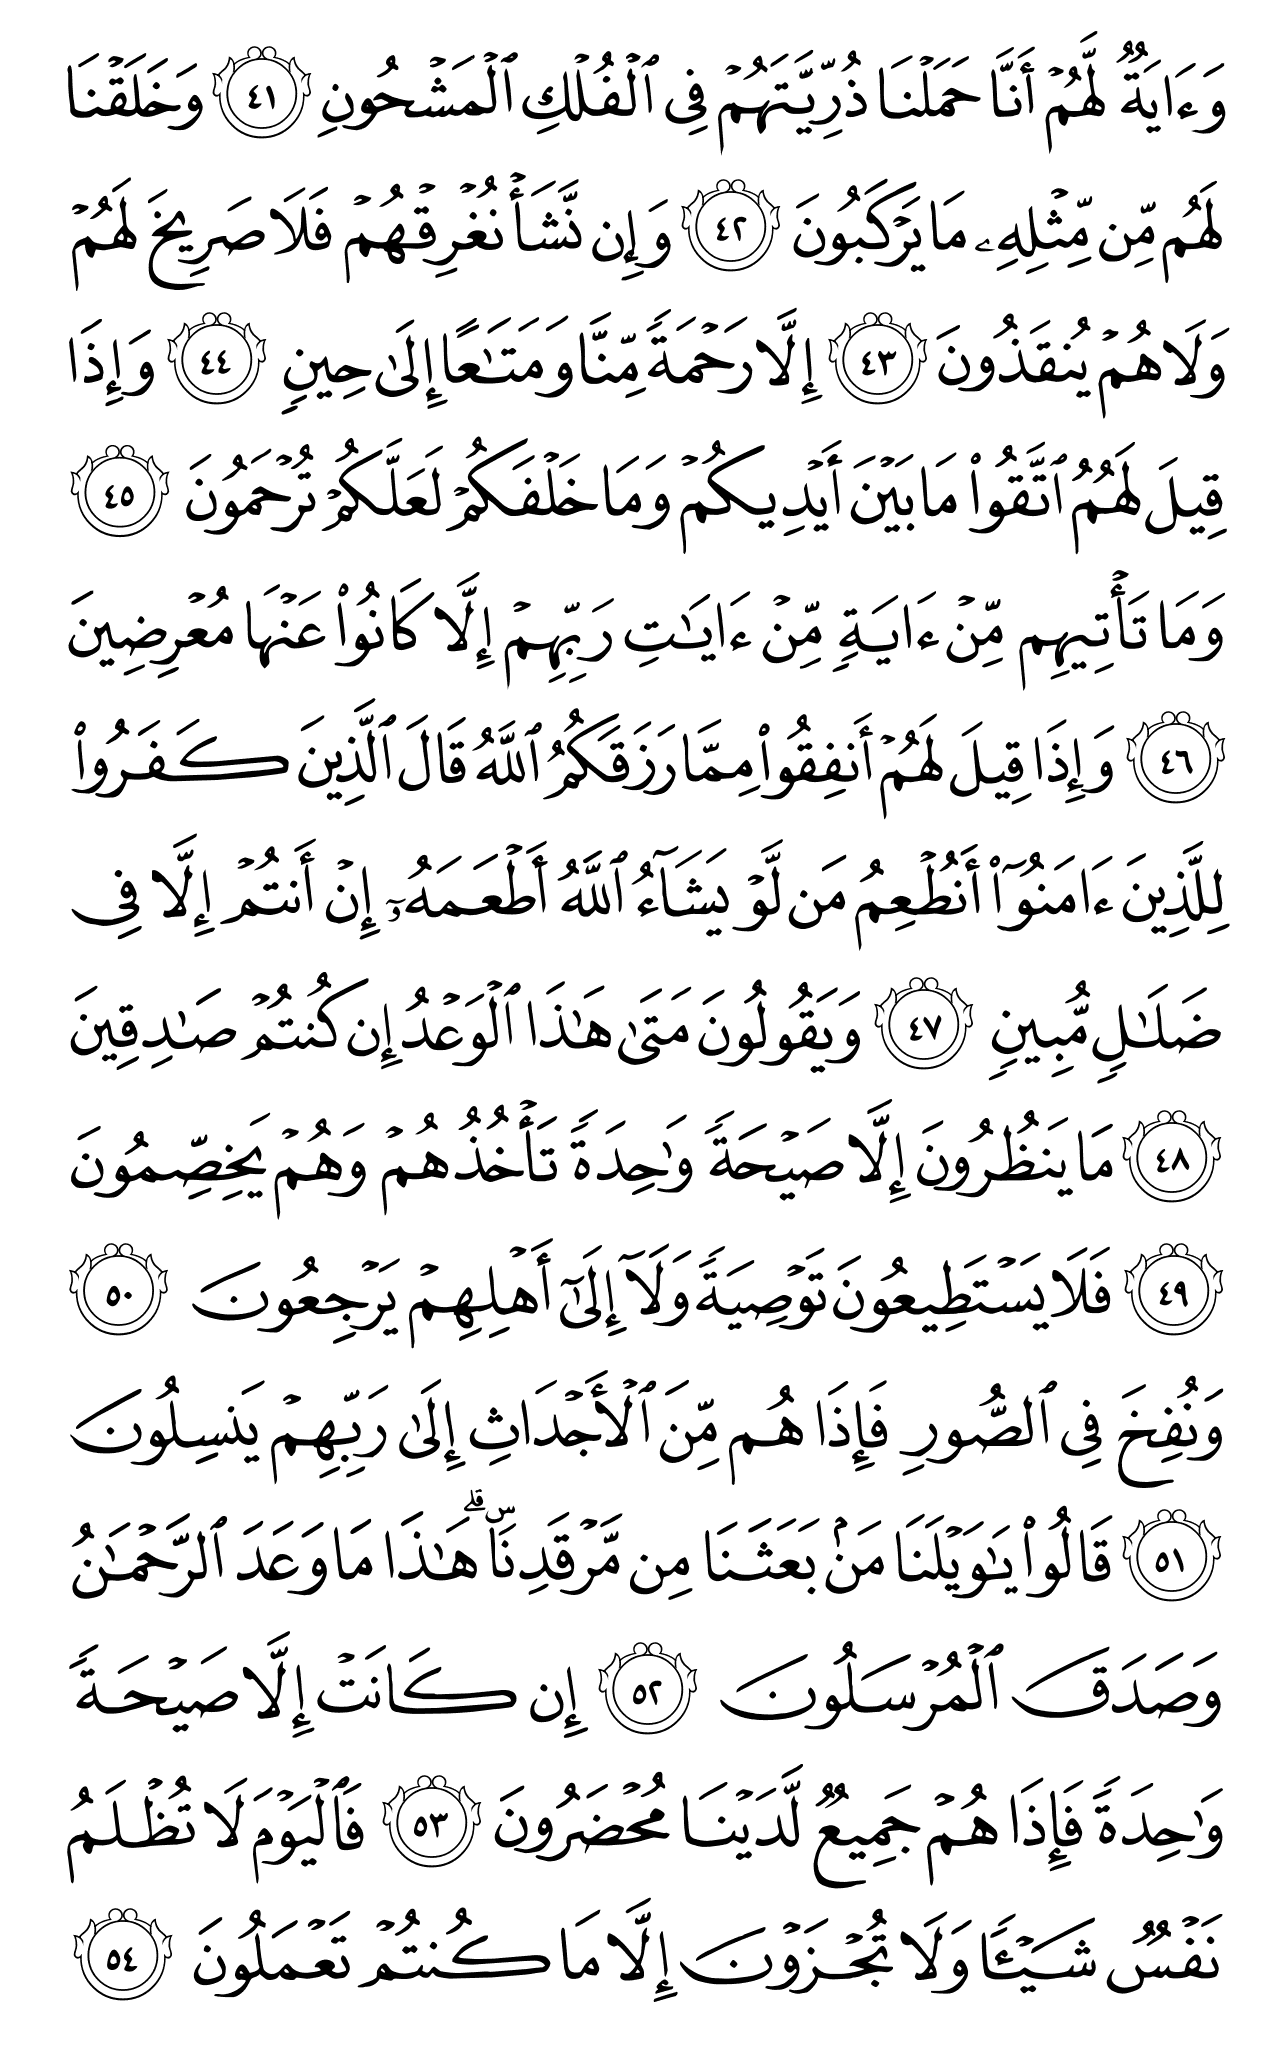 وَءَايَةٌ لَّهُمْ أَنَّا حَمَلْنَا ذُرِّيَّتَهُمْ فِى ٱلْفُلْكِ ٱلْمَشْحُونِ ٤١ وَخَلَقْنَا
لَهُم مِّن مِّثْلِهِۦ مَا يَرْكَبُونَ ٤٢ وَإِن نَّشَأْ نُغْرِقْهُمْ فَلَا صَرِيخَ لَهُمْ
وَلَا هُمْ يُنقَذُونَ ٤٣ إِلَّا رَحْمَةً مِّنَّا وَمَتَٰعًا إِلَىٰ حِينٍ ٤٤ وَإِذَا
قِيلَ لَهُمُ ٱتَّقُوا۟ مَا بَيْنَ أَيْدِيكُمْ وَمَا خَلْفَكُمْ لَعَلَّكُمْ تُرْحَمُونَ ٤٥
وَمَا تَأْتِيهِم مِّنْ ءَايَةٍ مِّنْ ءَايَٰتِ رَبِّهِمْ إِلَّا كَانُوا۟ عَنْهَا مُعْرِضِينَ
٤٦ وَإِذَا قِيلَ لَهُمْ أَنفِقُوا۟ مِمَّا رَزَقَكُمُ ٱللَّهُ قَالَ ٱلَّذِينَ كَفَرُوا۟
لِلَّذِينَ ءَامَنُوٓا۟ أَنُطْعِمُ مَن لَّوْ يَشَآءُ ٱللَّهُ أَطْعَمَهُۥٓ إِنْ أَنتُمْ إِلَّا فِى
ضَلَٰلٍ مُّبِينٍ ٤٧ وَيَقُولُونَ مَتَىٰ هَٰذَا ٱلْوَعْدُ إِن كُنتُمْ صَٰدِقِينَ
٤٨ مَا يَنظُرُونَ إِلَّا صَيْحَةً وَٰحِدَةً تَأْخُذُهُمْ وَهُمْ يَخِصِّمُونَ
٤٩ فَلَا يَسْتَطِيعُونَ تَوْصِيَةً وَلَآ إِلَىٰٓ أَهْلِهِمْ يَرْجِعُونَ ٥٠
وَنُفِخَ فِى ٱلصُّورِ فَإِذَا هُم مِّنَ ٱلْأَجْدَاثِ إِلَىٰ رَبِّهِمْ يَنسِلُونَ
٥١ قَالُوا۟ يَٰوَيْلَنَا مَنۢ بَعَثَنَا مِن مَّرْقَدِنَاۜ ۗ هَٰذَا مَا وَعَدَ ٱلرَّحْمَٰنُ
وَصَدَقَ ٱلْمُرْسَلُونَ ٥٢ إِن كَانَتْ إِلَّا صَيْحَةً
وَٰحِدَةً فَإِذَا هُمْ جَمِيعٌ لَّدَيْنَا مُحْضَرُونَ ٥٣ فَٱلْيَوْمَ لَا تُظْلَمُ
نَفْسٌ شَيْـًٔا وَلَا تُجْزَوْنَ إِلَّا مَا كُنتُمْ تَعْمَلُونَ ٥٤